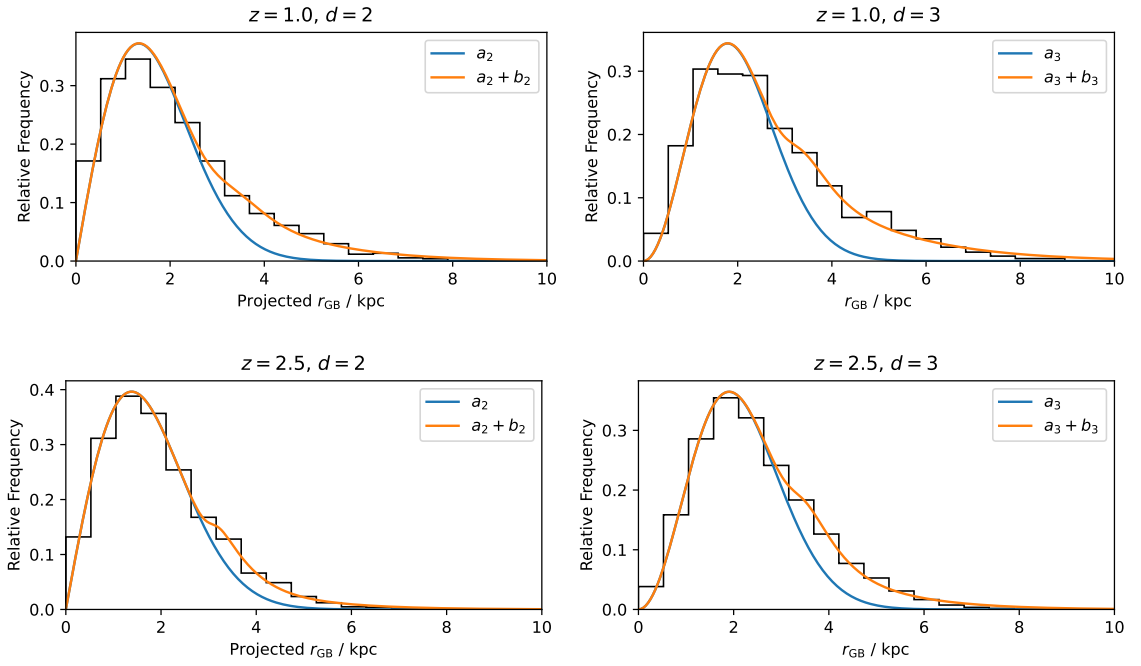 z = 1.0, d = 2
Relative Frequency
0.3
0.2
0.1
0.0
a₂
a₂ + b₂
0 2 4 6 8 10
Projected r_GB / kpc
z = 1.0, d = 3
Relative Frequency
0.3
0.2
0.1
0.0
a₃
a₃ + b₃
0 2 4 6 8 10
r_GB / kpc
z = 2.5, d = 2
Relative Frequency
0.4
0.3
0.2
0.1
0.0
a₂
a₂ + b₂
0 2 4 6 8 10
Projected r_GB / kpc
z = 2.5, d = 3
Relative Frequency
0.3
0.2
0.1
0.0
a₃
a₃ + b₃
0 2 4 6 8 10
r_GB / kpc